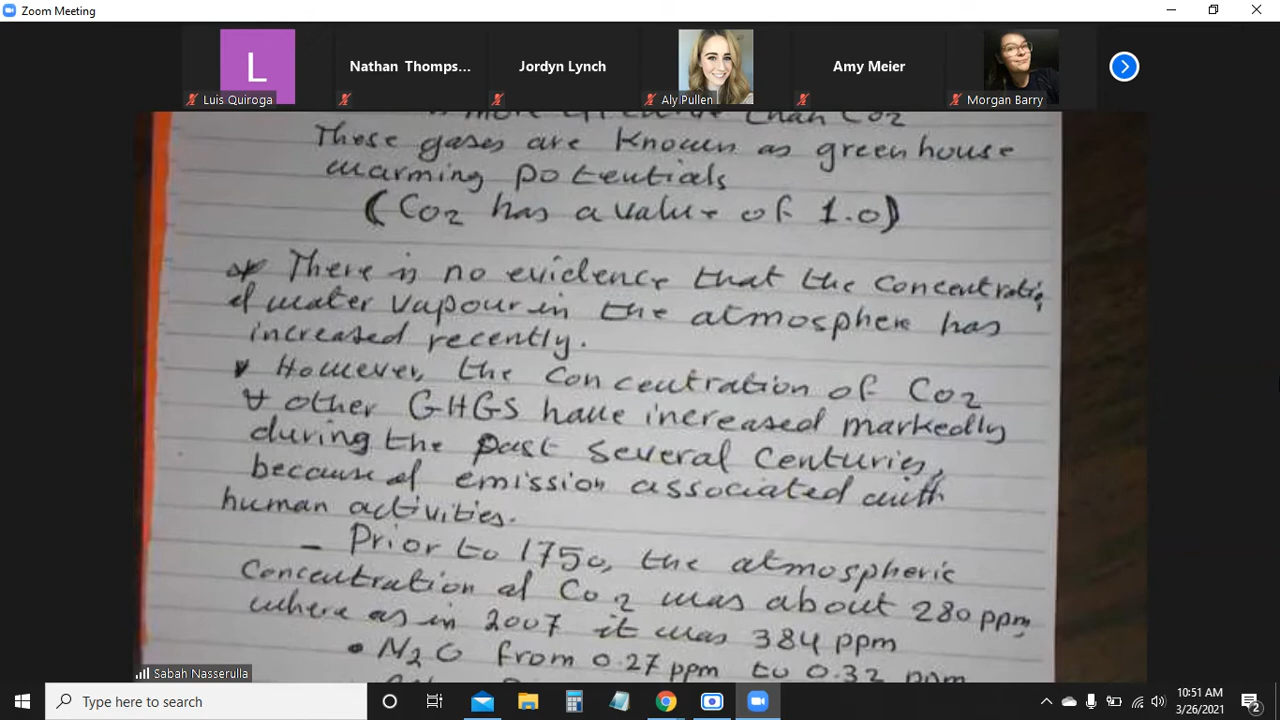 Zoom Meeting
L
Luis Quiroga
Nathan Thomps...
Jordyn Lynch
Aly Pullen
Amy Meier
Morgan Barry
than CO2
These gases are known as greenhouse
warming potentials
(CO2 has a value of 1.0)
There is no evidence that the concentratio
of water vapour in the atmosphere has
increased recently.
However, the concentration of CO2
& other GHGS have increased markedly
during the past several centuries,
because of emission associated with
human activities.
- Prior to 1750, the atmospheric
concentration of CO2 was about 280 ppm
where as in 2007 it was 384 ppm
• N2O from 0.27 ppm to 0.32 ppm
Sabah Nasserulla
Type here to search
10:51 AM
3/26/2021
2